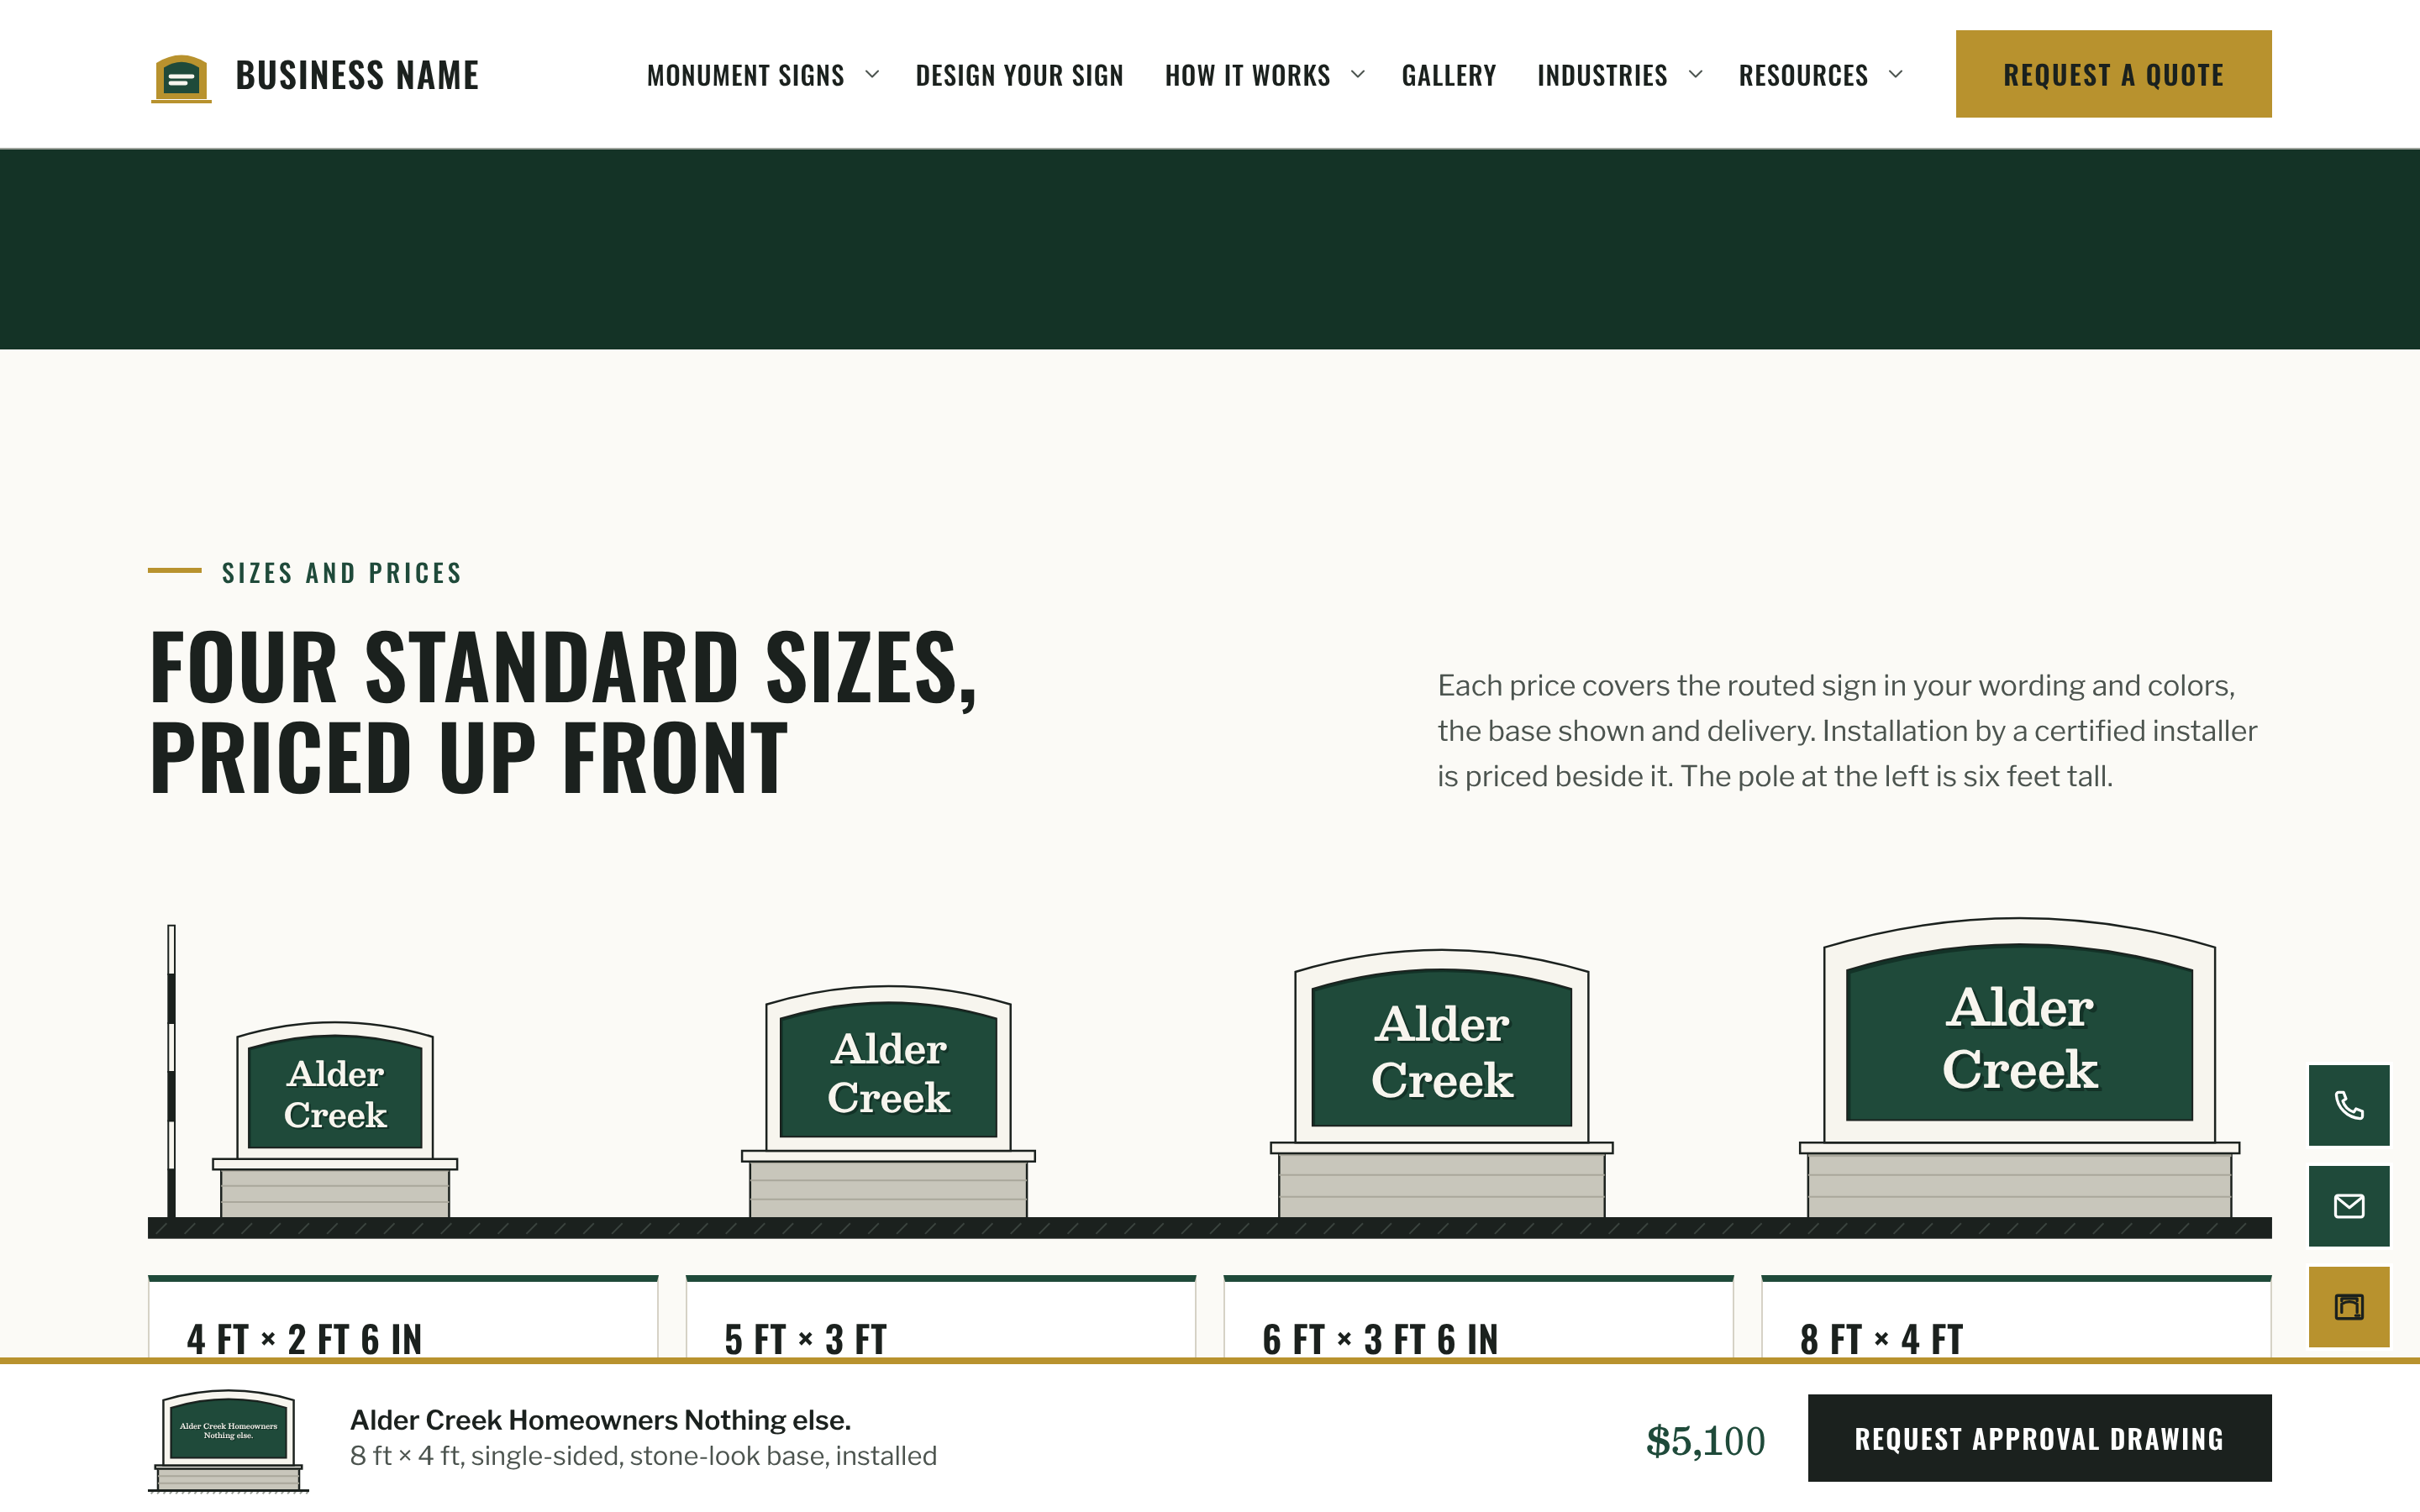 BUSINESS NAME
MONUMENT SIGNS
DESIGN YOUR SIGN
HOW IT WORKS
GALLERY
INDUSTRIES
RESOURCES
REQUEST A QUOTE
SIZES AND PRICES
FOUR STANDARD SIZES,
PRICED UP FRONT
Each price covers the routed sign in your wording and colors,
the base shown and delivery. Installation by a certified installer
is priced beside it. The pole at the left is six feet tall.
Alder
Creek
Alder
Creek
Alder
Creek
Alder
Creek
4 FT × 2 FT 6 IN
5 FT × 3 FT
6 FT × 3 FT 6 IN
8 FT × 4 FT
Alder Creek Homeowners
Nothing else.
Alder Creek Homeowners Nothing else.
8 ft × 4 ft, single-sided, stone-look base, installed
$5,100
REQUEST APPROVAL DRAWING